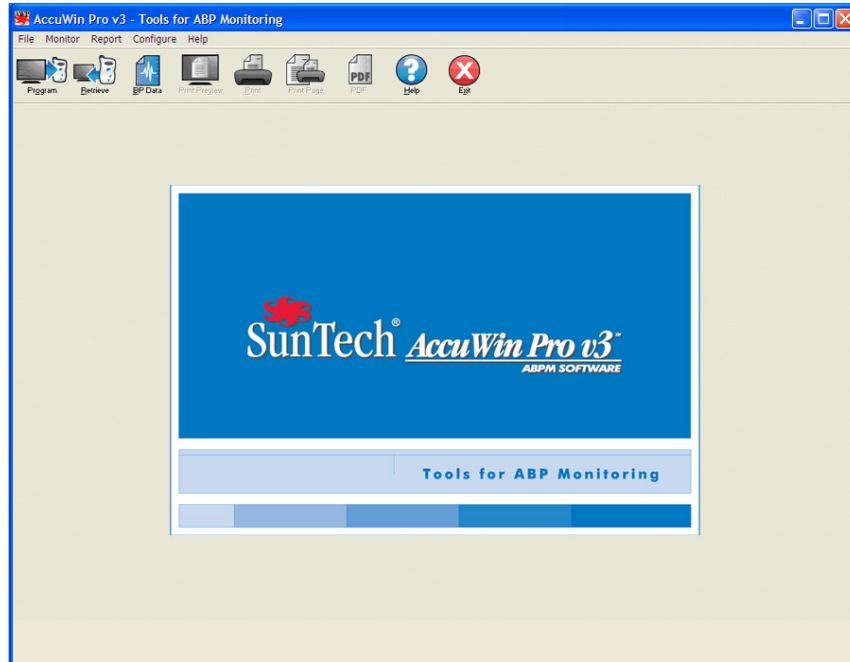 AccuWin Pro v3 - Tools for ABP Monitoring
File Monitor Report Configure Help
Program Retrieve BP Data Print Preview Print Print Page PDF Help Exit
PDF
SunTech® AccuWin Pro v3™
ABPM SOFTWARE
Tools for ABP Monitoring